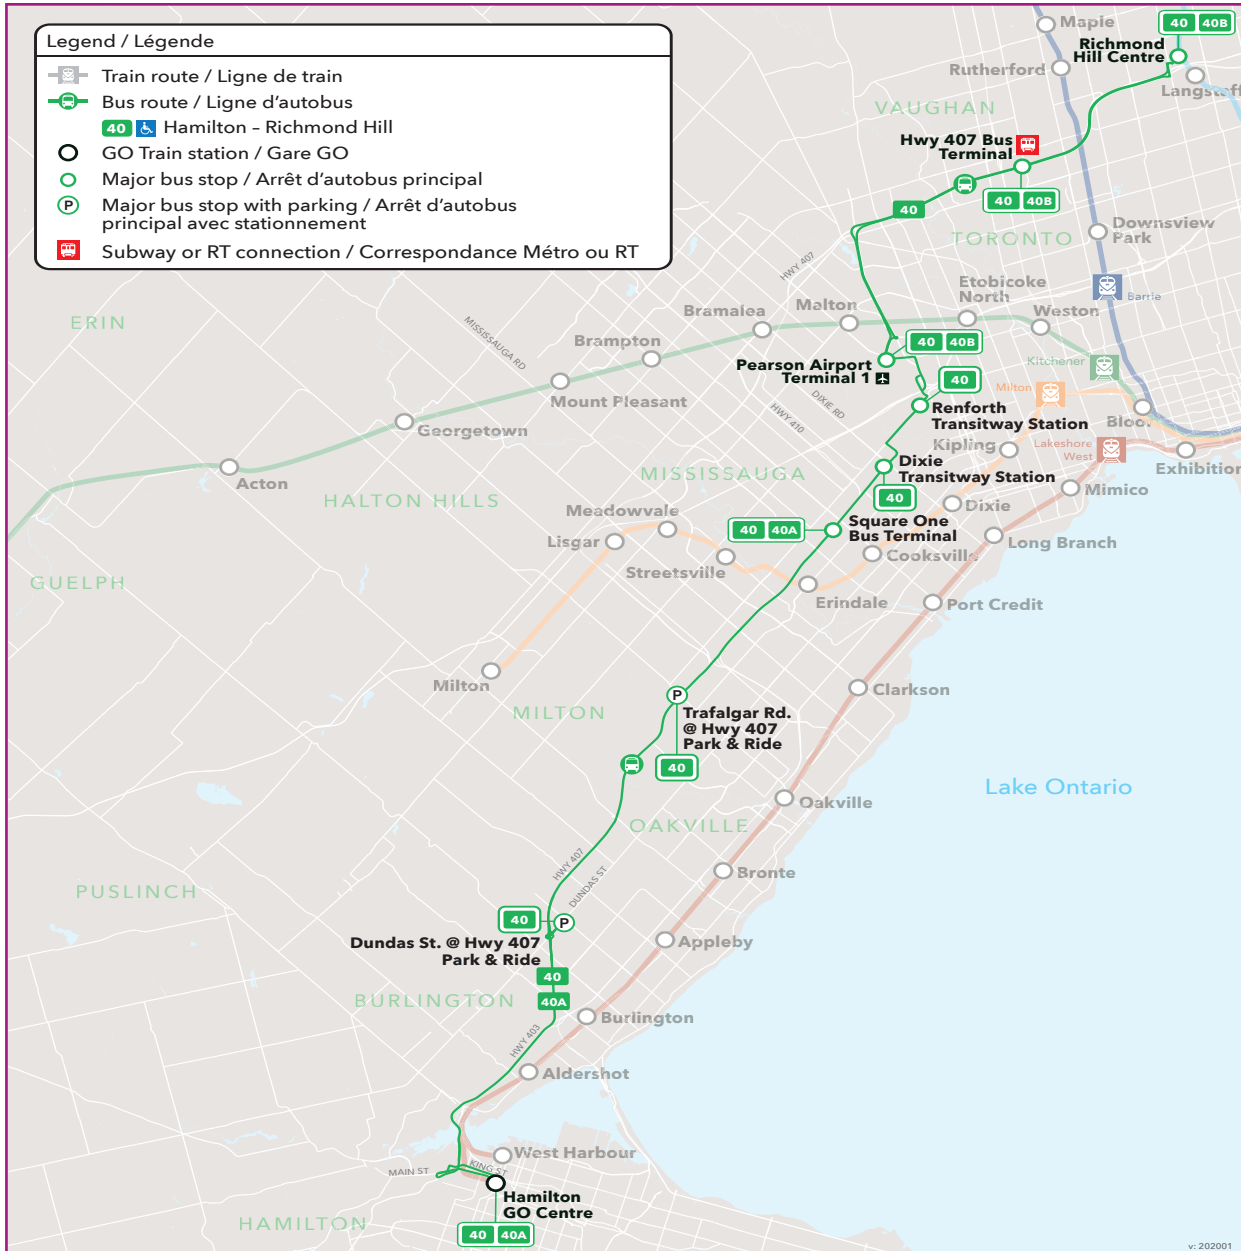 Legend / Légende
Train route / Ligne de train
Bus route / Ligne d'autobus
40 Hamilton – Richmond Hill
GO Train station / Gare GO
Major bus stop / Arrêt d'autobus principal
P Major bus stop with parking / Arrêt d'autobus
principal avec stationnement
Subway or RT connection / Correspondance Métro ou RT
Maple
40 40B
Richmond
Hill Centre
Rutherford
Langstaff
VAUGHAN
Hwy 407 Bus
Terminal
40 40B
40
TORONTO
Downsview
Park
HWY 407
Barrie
Etobicoke
North
Weston
Malton
Bramalea
ERIN
MISSISSAUGA RD
Brampton
40 40B
Kitchener
Pearson Airport
Terminal 1
40
Milton
Mount Pleasant
DIXIE RD
HWY 410
Renforth
Transitway Station
Bloor
Georgetown
Kipling
Lakeshore
West
Exhibition
Acton
MISSISSAUGA
Dixie
Transitway Station
Mimico
HALTON HILLS
40
Dixie
Meadowvale
40 40A
Square One
Bus Terminal
Lisgar
Long Branch
Streetsville
Cooksville
GUELPH
Erindale
Port Credit
Milton
Clarkson
MILTON
P
Trafalgar Rd.
@ Hwy 407
Park & Ride
40
Lake Ontario
Oakville
OAKVILLE
HWY 407
DUNDAS ST
Bronte
PUSLINCH
40
P
Dundas St. @ Hwy 407
Park & Ride
Appleby
40
BURLINGTON
40A
Burlington
HWY 403
Aldershot
West Harbour
MAIN ST
KING ST
Hamilton
GO Centre
HAMILTON
40 40A
v: 202001